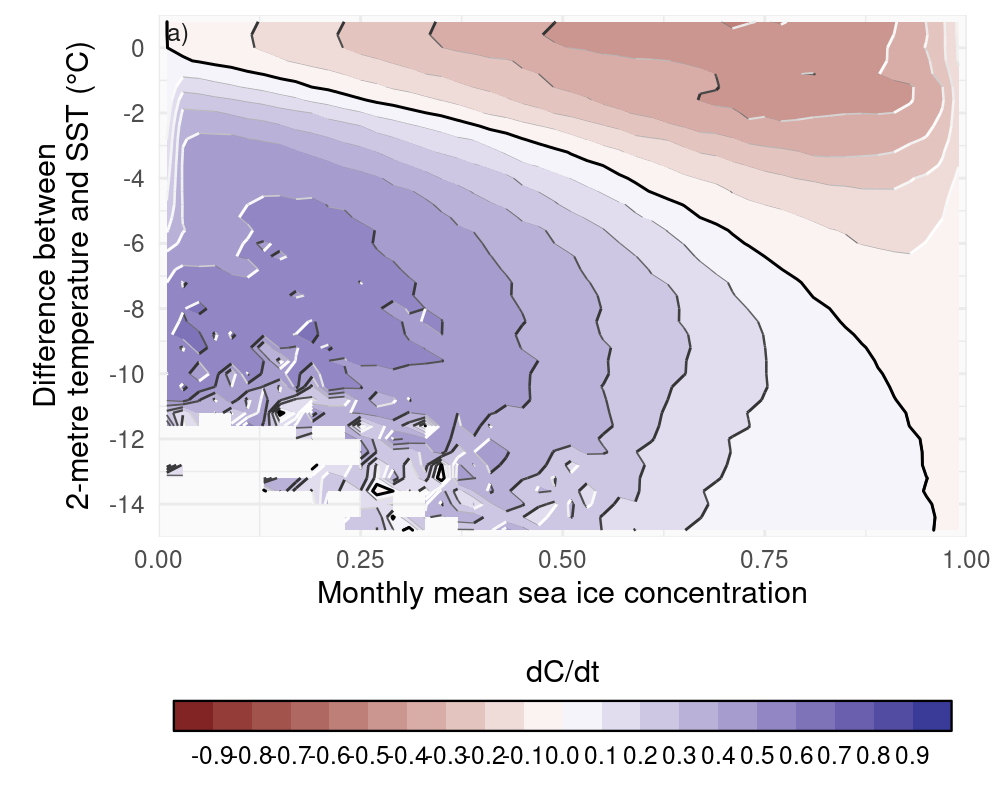 a)
Difference between
2-metre temperature and SST (°C)
0
-2
-4
-6
-8
-10
-12
-14
0.00 0.25 0.50 0.75 1.00
Monthly mean sea ice concentration
dC/dt
-0.9-0.8-0.7-0.6-0.5-0.4-0.3-0.2-0.1 0.0 0.1 0.2 0.3 0.4 0.5 0.6 0.7 0.8 0.9